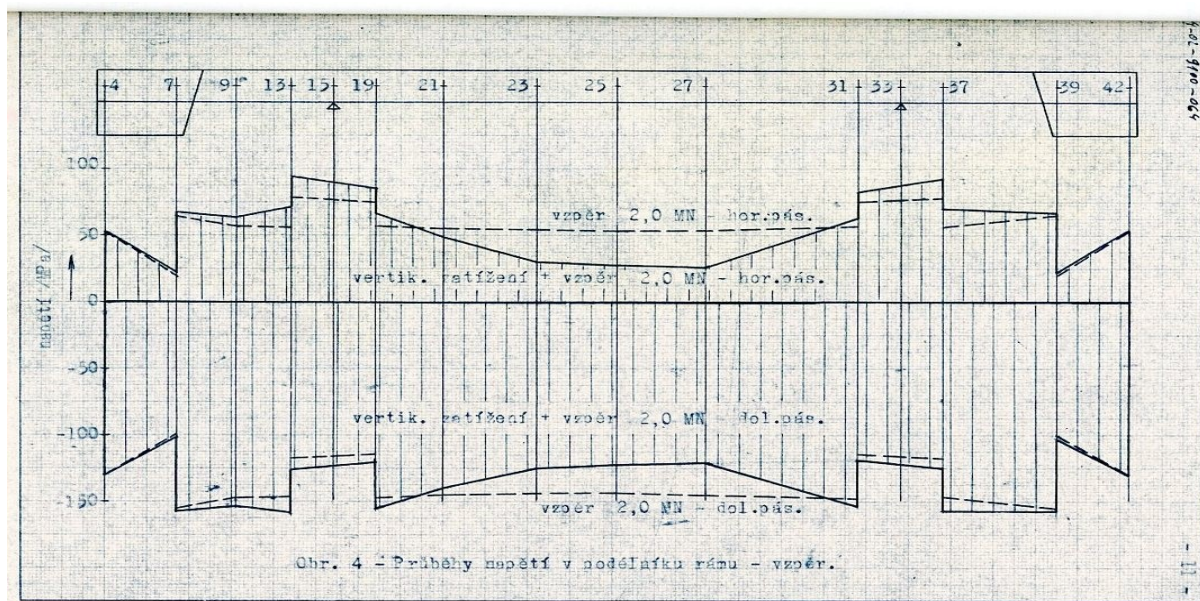 4 7 9 13 15 19 21 23 25 27 31 33 37 39 42
100
vzpěr 2,0 MN - hor.pás.
50
vertik. zatížení + vzpěr 2,0 MN - hor.pás.
0
napětí /MPa/
-50
vertik. zatížení + vzpěr 2,0 MN - dol.pás.
-100
-150
vzpěr 2,0 MN - dol.pás.
Obr. 4 - Průběhy napětí v podélníku rámu - vzpěr.
- 11 -